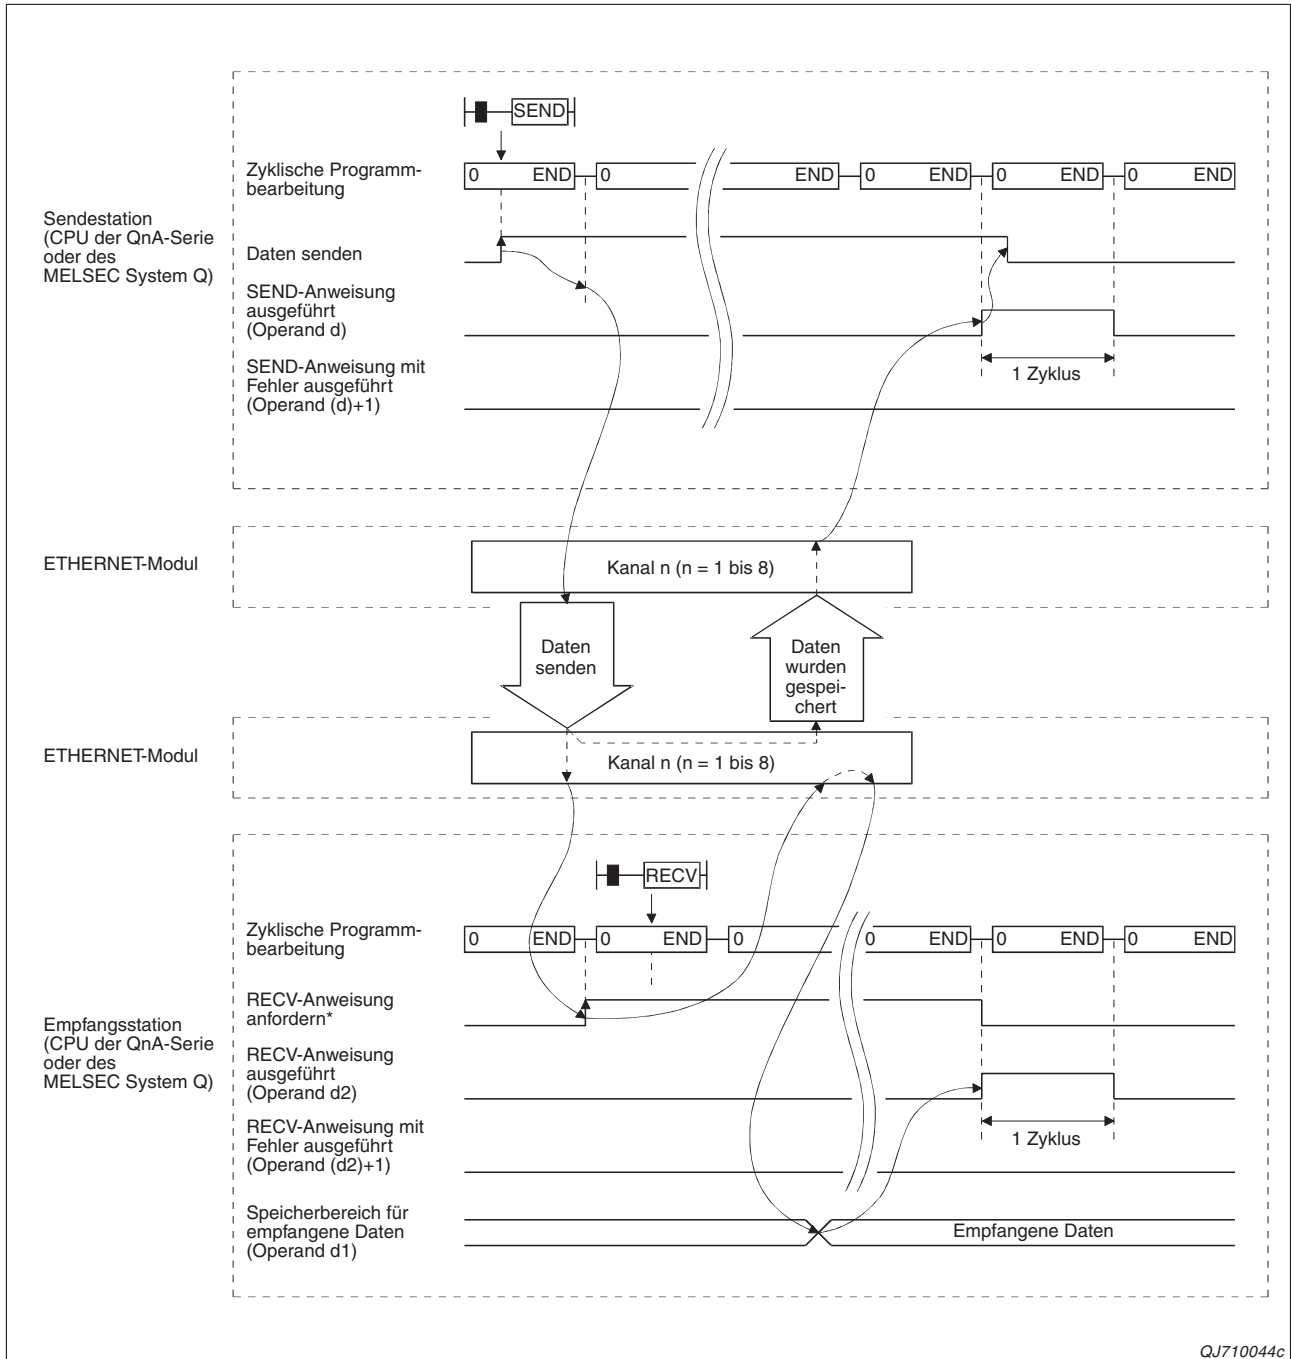 SEND
Zyklische Programm-
bearbeitung
0 END 0 END 0 END 0 END 0 END
Sendestation
(CPU der QnA-Serie
oder des
MELSEC System Q)
Daten senden
SEND-Anweisung
ausgeführt
(Operand d)
1 Zyklus
SEND-Anweisung mit
Fehler ausgeführt
(Operand (d)+1)
ETHERNET-Modul
Kanal n (n = 1 bis 8)
Daten
senden
Daten
wurden
gespei-
chert
ETHERNET-Modul
Kanal n (n = 1 bis 8)
RECV
Zyklische Programm-
bearbeitung
0 END 0 END 0 0 END 0 END 0 END
Empfangsstation
(CPU der QnA-Serie
oder des
MELSEC System Q)
RECV-Anweisung
anfordern*
RECV-Anweisung
ausgeführt
(Operand d2)
1 Zyklus
RECV-Anweisung mit
Fehler ausgeführt
(Operand (d2)+1)
Speicherbereich für
empfangene Daten
(Operand d1)
Empfangene Daten
QJ710044c